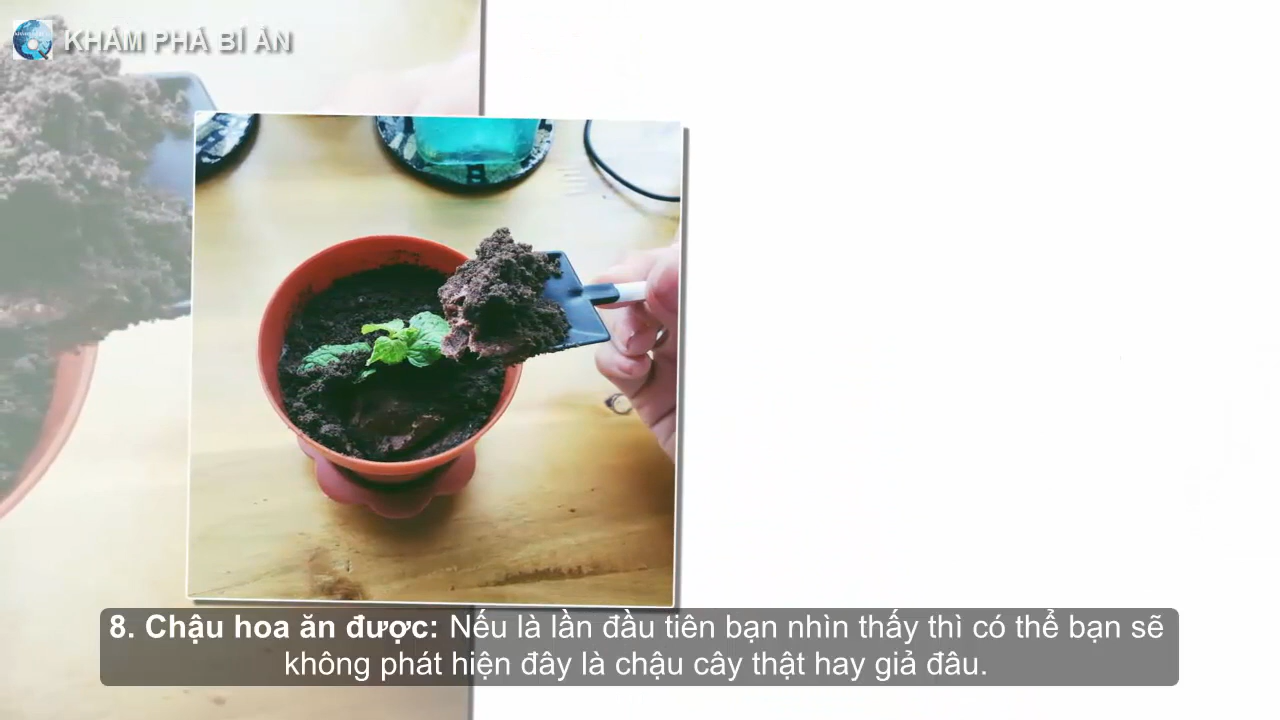 KHÁM PHÁ BÍ ẨN
8. Chậu hoa ăn được: Nếu là lần đầu tiên bạn nhìn thấy thì có thể bạn sẽ
không phát hiện đây là chậu cây thật hay giả đâu.